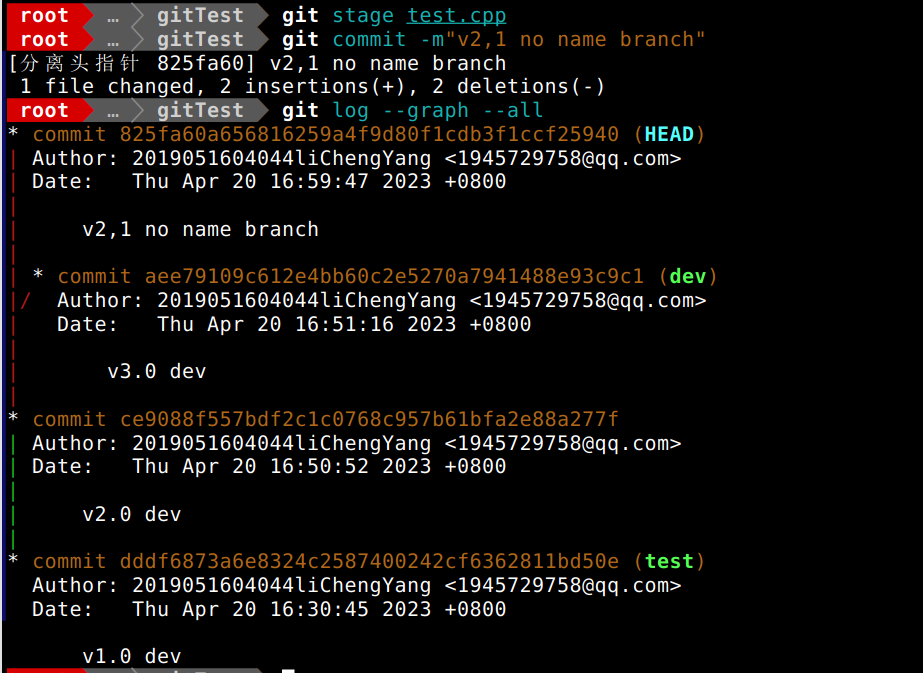 root … gitTest git stage test.cpp
root … gitTest git commit -m"v2,1 no name branch"
[分离头指针 825fa60] v2,1 no name branch
1 file changed, 2 insertions(+), 2 deletions(-)
root … gitTest git log --graph --all
* commit 825fa60a656816259a4f9d80f1cdb3f1ccf25940 (HEAD)
| Author: 2019051604044liChengYang <1945729758@qq.com>
| Date:   Thu Apr 20 16:59:47 2023 +0800
|
|     v2,1 no name branch
|
| * commit aee79109c612e4bb60c2e5270a7941488e93c9c1 (dev)
|/  Author: 2019051604044liChengYang <1945729758@qq.com>
|   Date:   Thu Apr 20 16:51:16 2023 +0800
|
|       v3.0 dev
|
* commit ce9088f557bdf2c1c0768c957b61bfa2e88a277f
| Author: 2019051604044liChengYang <1945729758@qq.com>
| Date:   Thu Apr 20 16:50:52 2023 +0800
|
|     v2.0 dev
|
* commit dddf6873a6e8324c2587400242cf6362811bd50e (test)
Author: 2019051604044liChengYang <1945729758@qq.com>
Date:   Thu Apr 20 16:30:45 2023 +0800
v1.0 dev